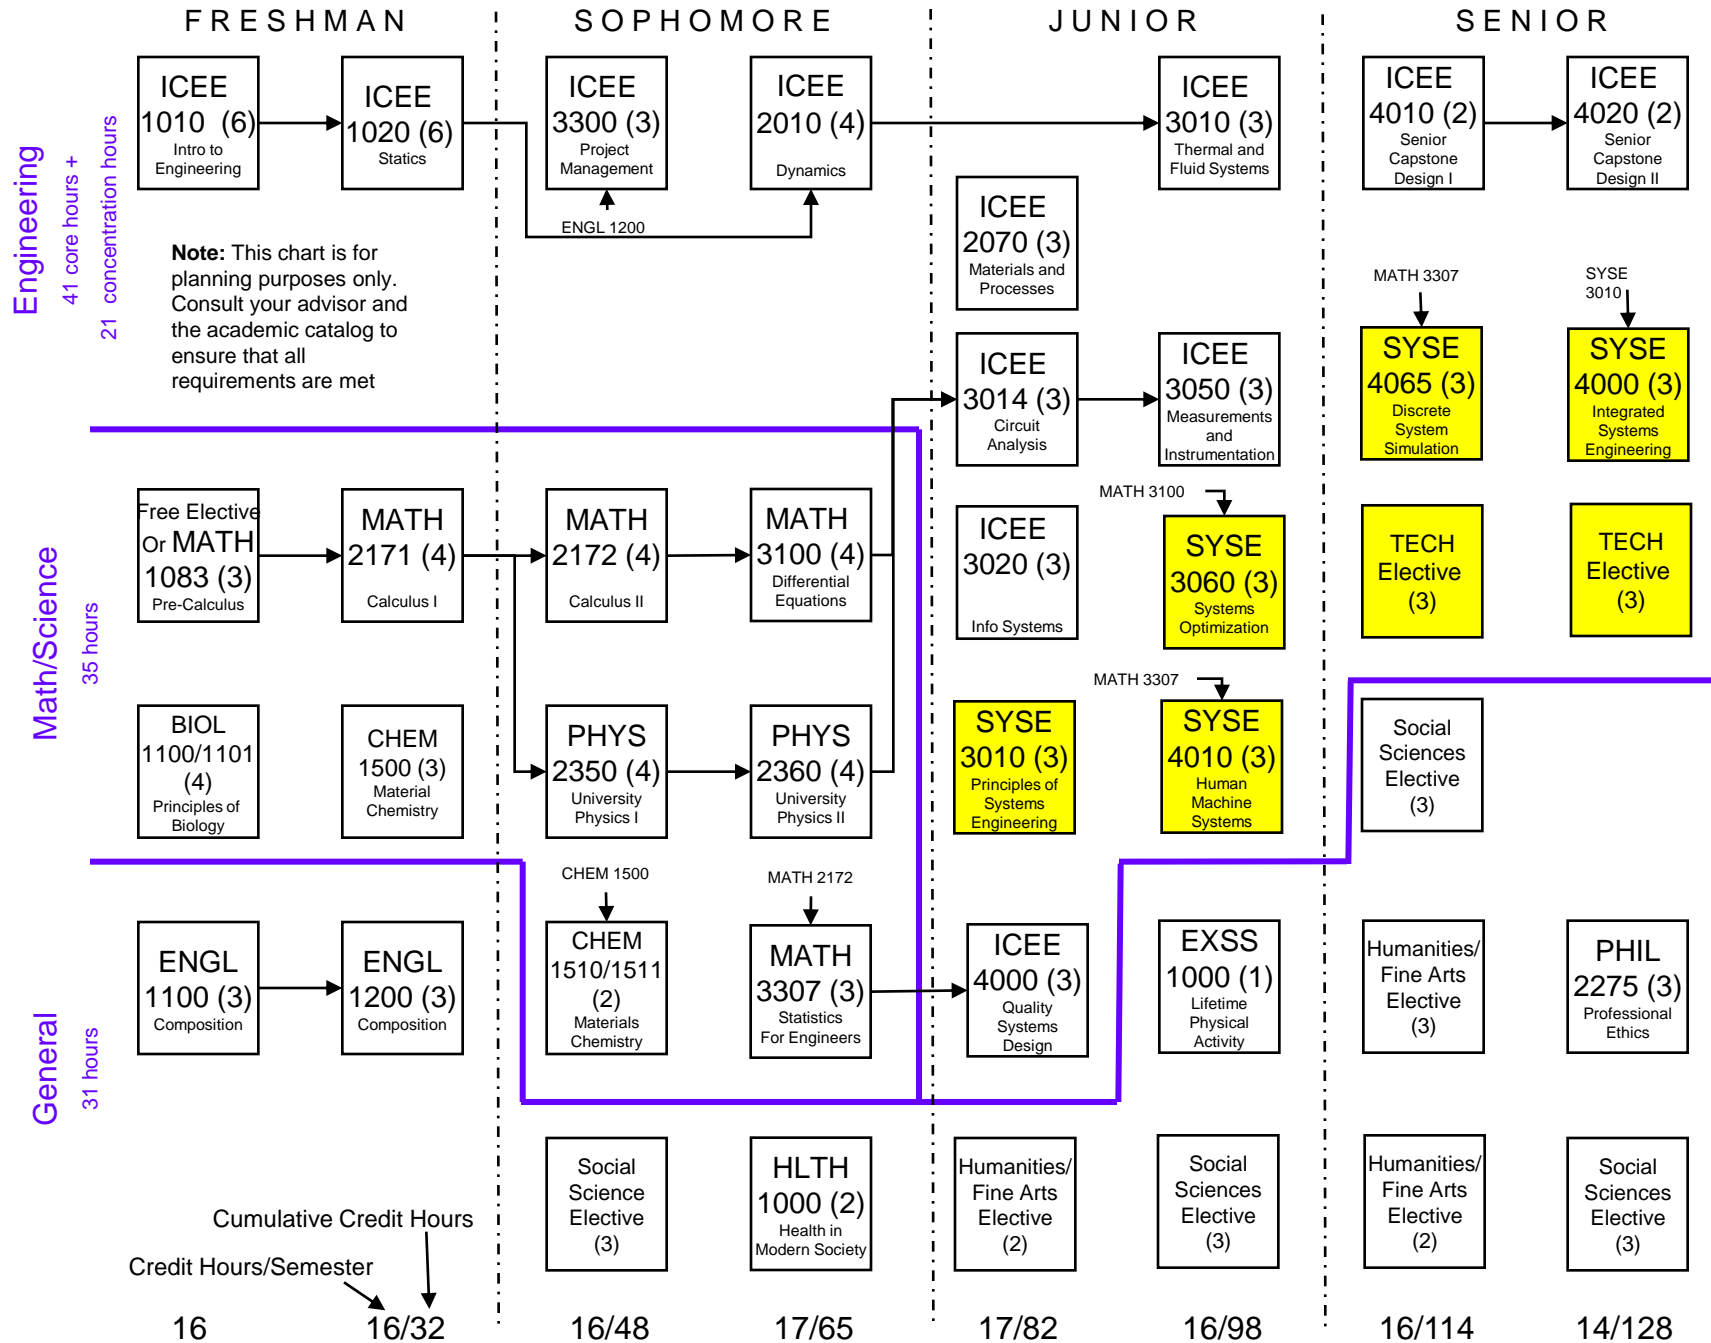 FRESHMAN
SOPHOMORE
JUNIOR
SENIOR
Engineering
41 core hours +
21 concentration hours
ICEE
1010 (6)
Intro to
Engineering
ICEE
1020 (6)
Statics
ICEE
3300 (3)
Project
Management
ENGL 1200
ICEE
2010 (4)
Dynamics
ICEE
3010 (3)
Thermal and
Fluid Systems
ICEE
4010 (2)
Senior
Capstone
Design I
ICEE
4020 (2)
Senior
Capstone
Design II
Note: This chart is for
planning purposes only.
Consult your advisor and
the academic catalog to
ensure that all
requirements are met
ICEE
2070 (3)
Materials and
Processes
MATH 3307
SYSE
3010
ICEE
3014 (3)
Circuit
Analysis
ICEE
3050 (3)
Measurements
and
Instrumentation
SYSE
4065 (3)
Discrete
System
Simulation
SYSE
4000 (3)
Integrated
Systems
Engineering
Math/Science
35 hours
Free Elective
Or MATH
1083 (3)
Pre-Calculus
MATH
2171 (4)
Calculus I
MATH
2172 (4)
Calculus II
MATH
3100 (4)
Differential
Equations
ICEE
3020 (3)
Info Systems
MATH 3100
SYSE
3060 (3)
Systems
Optimization
TECH
Elective
(3)
TECH
Elective
(3)
BIOL
1100/1101
(4)
Principles of
Biology
CHEM
1500 (3)
Material
Chemistry
PHYS
2350 (4)
University
Physics I
PHYS
2360 (4)
University
Physics II
SYSE
3010 (3)
Principles of
Systems
Engineering
MATH 3307
SYSE
4010 (3)
Human
Machine
Systems
Social
Sciences
Elective
(3)
General
31 hours
ENGL
1100 (3)
Composition
ENGL
1200 (3)
Composition
CHEM 1500
CHEM
1510/1511
(2)
Materials
Chemistry
MATH 2172
MATH
3307 (3)
Statistics
For Engineers
ICEE
4000 (3)
Quality
Systems
Design
EXSS
1000 (1)
Lifetime
Physical
Activity
Humanities/
Fine Arts
Elective
(3)
PHIL
2275 (3)
Professional
Ethics
Social
Science
Elective
(3)
HLTH
1000 (2)
Health in
Modern Society
Humanities/
Fine Arts
Elective
(2)
Social
Sciences
Elective
(3)
Humanities/
Fine Arts
Elective
(2)
Social
Sciences
Elective
(3)
Cumulative Credit Hours
Credit Hours/Semester
16
16/32
16/48
17/65
17/82
16/98
16/114
14/128